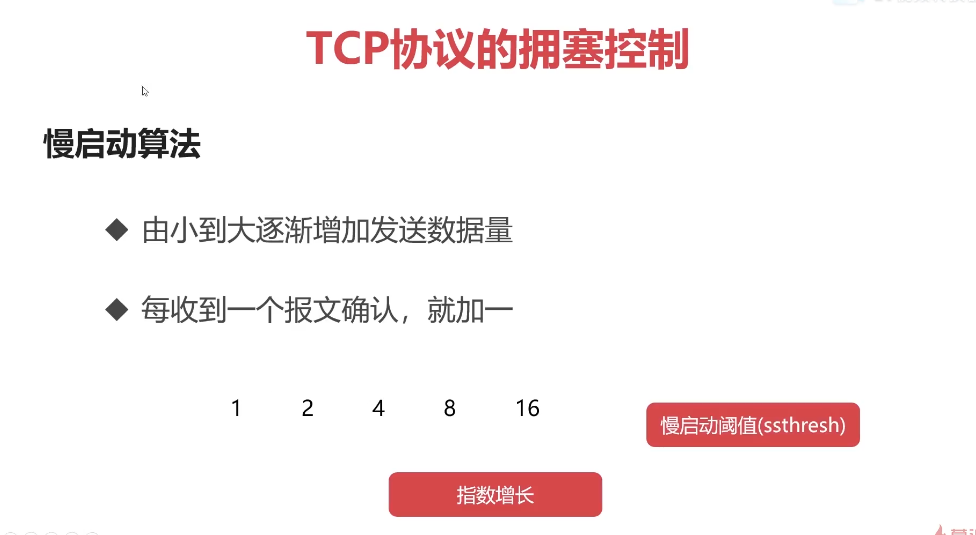 TCP协议的拥塞控制
慢启动算法
◆ 由小到大逐渐增加发送数据量
◆ 每收到一个报文确认，就加一
1 2 4 8 16
慢启动阈值(ssthresh)
指数增长